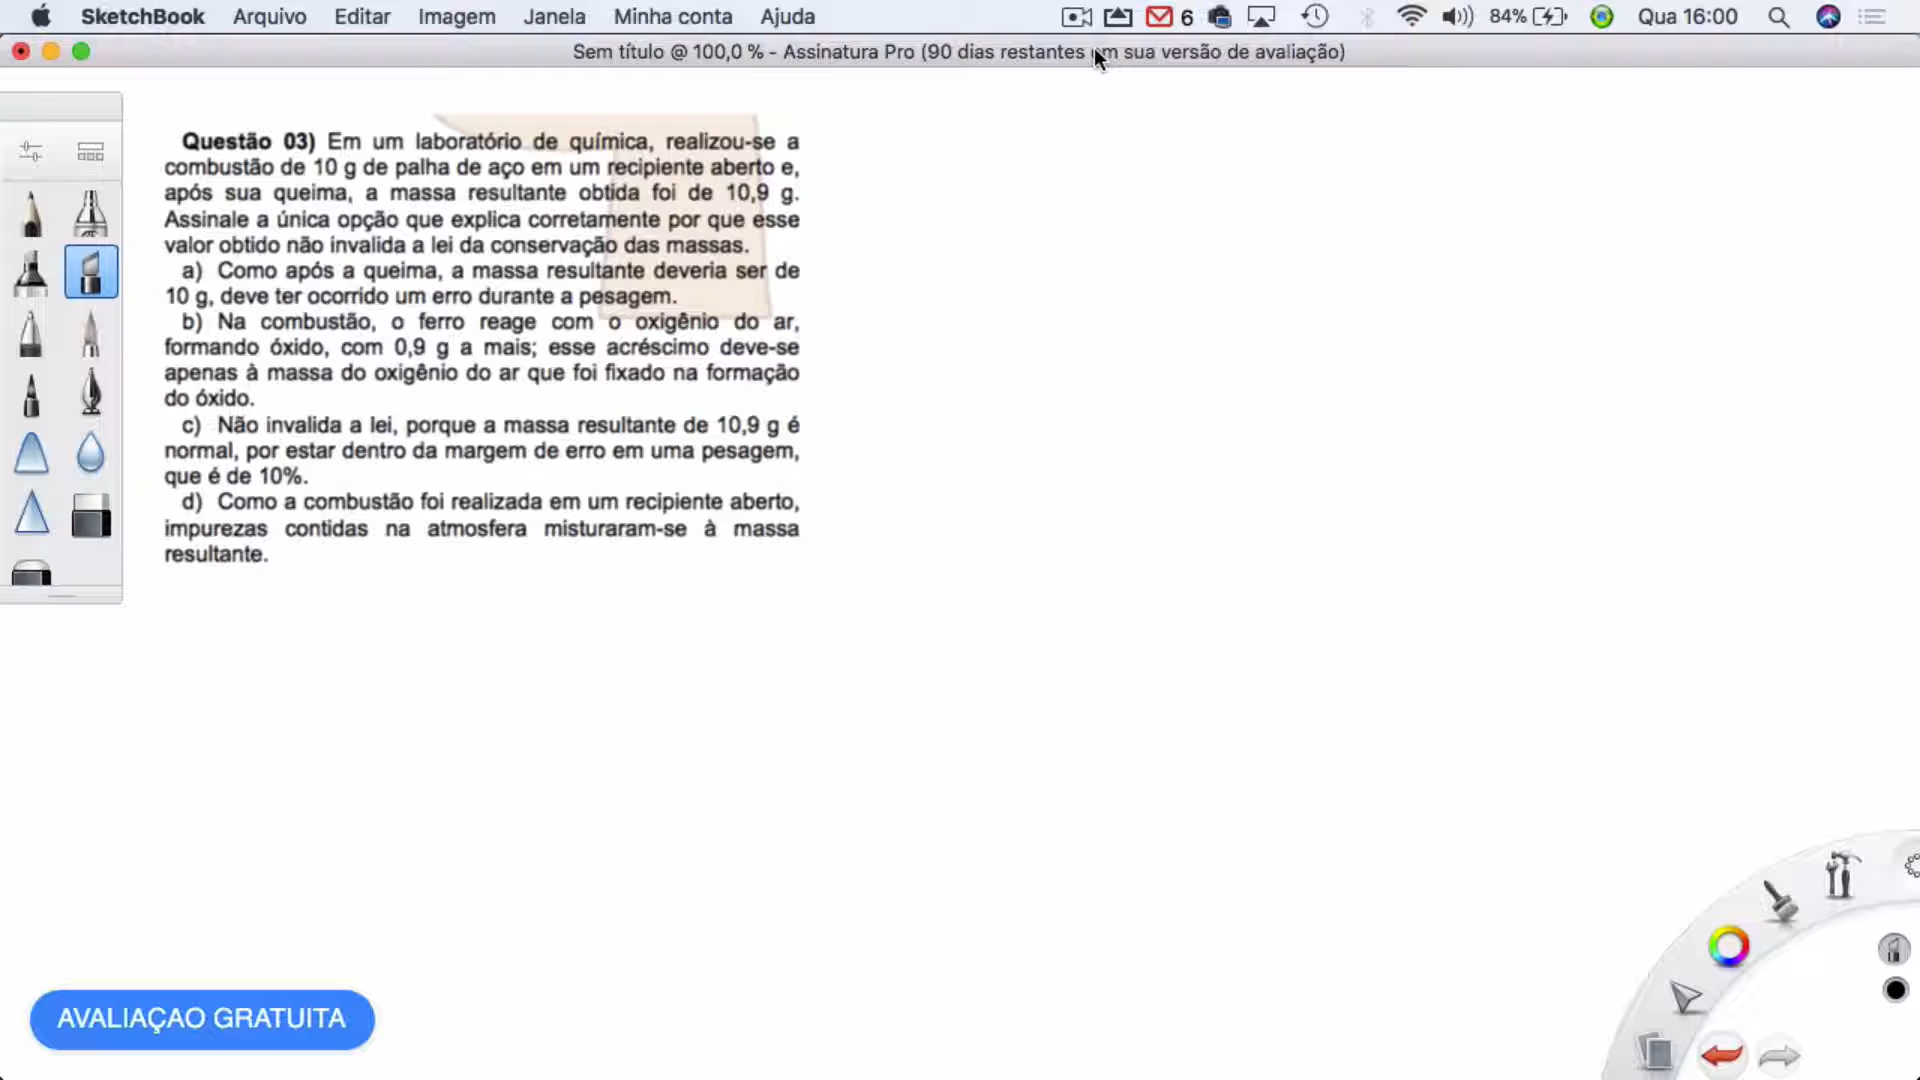 SketchBook Arquivo Editar Imagem Janela Minha conta Ajuda 6 84% Qua 16:00
Sem título @ 100,0 % - Assinatura Pro (90 dias restantes em sua versão de avaliação)
Questão 03) Em um laboratório de química, realizou-se a
combustão de 10 g de palha de aço em um recipiente aberto e,
após sua queima, a massa resultante obtida foi de 10,9 g.
Assinale a única opção que explica corretamente por que esse
valor obtido não invalida a lei da conservação das massas.
a) Como após a queima, a massa resultante deveria ser de
10 g, deve ter ocorrido um erro durante a pesagem.
b) Na combustão, o ferro reage com o oxigênio do ar,
formando óxido, com 0,9 g a mais; esse acréscimo deve-se
apenas à massa do oxigênio do ar que foi fixado na formação
do óxido.
c) Não invalida a lei, porque a massa resultante de 10,9 g é
normal, por estar dentro da margem de erro em uma pesagem,
que é de 10%.
d) Como a combustão foi realizada em um recipiente aberto,
impurezas contidas na atmosfera misturaram-se à massa
resultante.
AVALIAÇAO GRATUITA